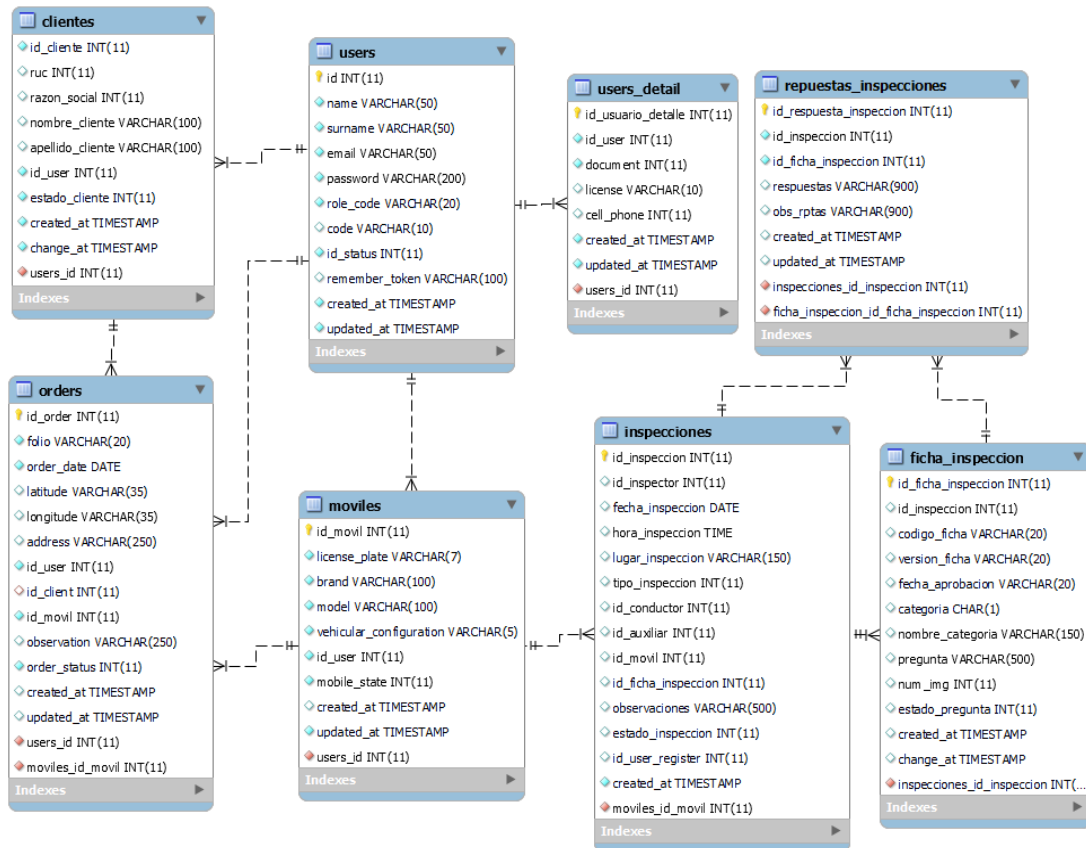 clientes
id_cliente INT(11)
ruc INT(11)
razon_social INT(11)
nombre_cliente VARCHAR(100)
apellido_cliente VARCHAR(100)
id_user INT(11)
estado_cliente INT(11)
created_at TIMESTAMP
change_at TIMESTAMP
users_id INT(11)
Indexes
users
id INT(11)
name VARCHAR(50)
surname VARCHAR(50)
email VARCHAR(50)
password VARCHAR(200)
role_code VARCHAR(20)
code VARCHAR(10)
id_status INT(11)
remember_token VARCHAR(100)
created_at TIMESTAMP
updated_at TIMESTAMP
Indexes
users_detail
id_usuario_detalle INT(11)
id_user INT(11)
document INT(11)
license VARCHAR(10)
cell_phone INT(11)
created_at TIMESTAMP
updated_at TIMESTAMP
users_id INT(11)
Indexes
repuestas_inspecciones
id_respuesta_inspeccion INT(11)
id_inspeccion INT(11)
id_ficha_inspeccion INT(11)
respuestas VARCHAR(900)
obs_rptas VARCHAR(900)
created_at TIMESTAMP
updated_at TIMESTAMP
inspecciones_id_inspeccion INT(11)
ficha_inspeccion_id_ficha_inspeccion INT(11)
Indexes
orders
id_order INT(11)
folio VARCHAR(20)
order_date DATE
latitude VARCHAR(35)
longitude VARCHAR(35)
address VARCHAR(250)
id_user INT(11)
id_client INT(11)
id_movil INT(11)
observation VARCHAR(250)
order_status INT(11)
created_at TIMESTAMP
updated_at TIMESTAMP
users_id INT(11)
moviles_id_movil INT(11)
Indexes
moviles
id_movil INT(11)
license_plate VARCHAR(7)
brand VARCHAR(100)
model VARCHAR(100)
vehicular_configuration VARCHAR(5)
id_user INT(11)
mobile_state INT(11)
created_at TIMESTAMP
updated_at TIMESTAMP
users_id INT(11)
Indexes
inspecciones
id_inspeccion INT(11)
id_inspector INT(11)
fecha_inspeccion DATE
hora_inspeccion TIME
lugar_inspeccion VARCHAR(150)
tipo_inspeccion INT(11)
id_conductor INT(11)
id_auxiliar INT(11)
id_movil INT(11)
id_ficha_inspeccion INT(11)
observaciones VARCHAR(500)
estado_inspeccion INT(11)
id_user_register INT(11)
created_at TIMESTAMP
moviles_id_movil INT(11)
Indexes
ficha_inspeccion
id_ficha_inspeccion INT(11)
id_inspeccion INT(11)
codigo_ficha VARCHAR(20)
version_ficha VARCHAR(20)
fecha_aprobacion VARCHAR(20)
categoria CHAR(1)
nombre_categoria VARCHAR(150)
pregunta VARCHAR(500)
num_img INT(11)
estado_pregunta INT(11)
created_at TIMESTAMP
change_at TIMESTAMP
inspecciones_id_inspeccion INT(...
Indexes